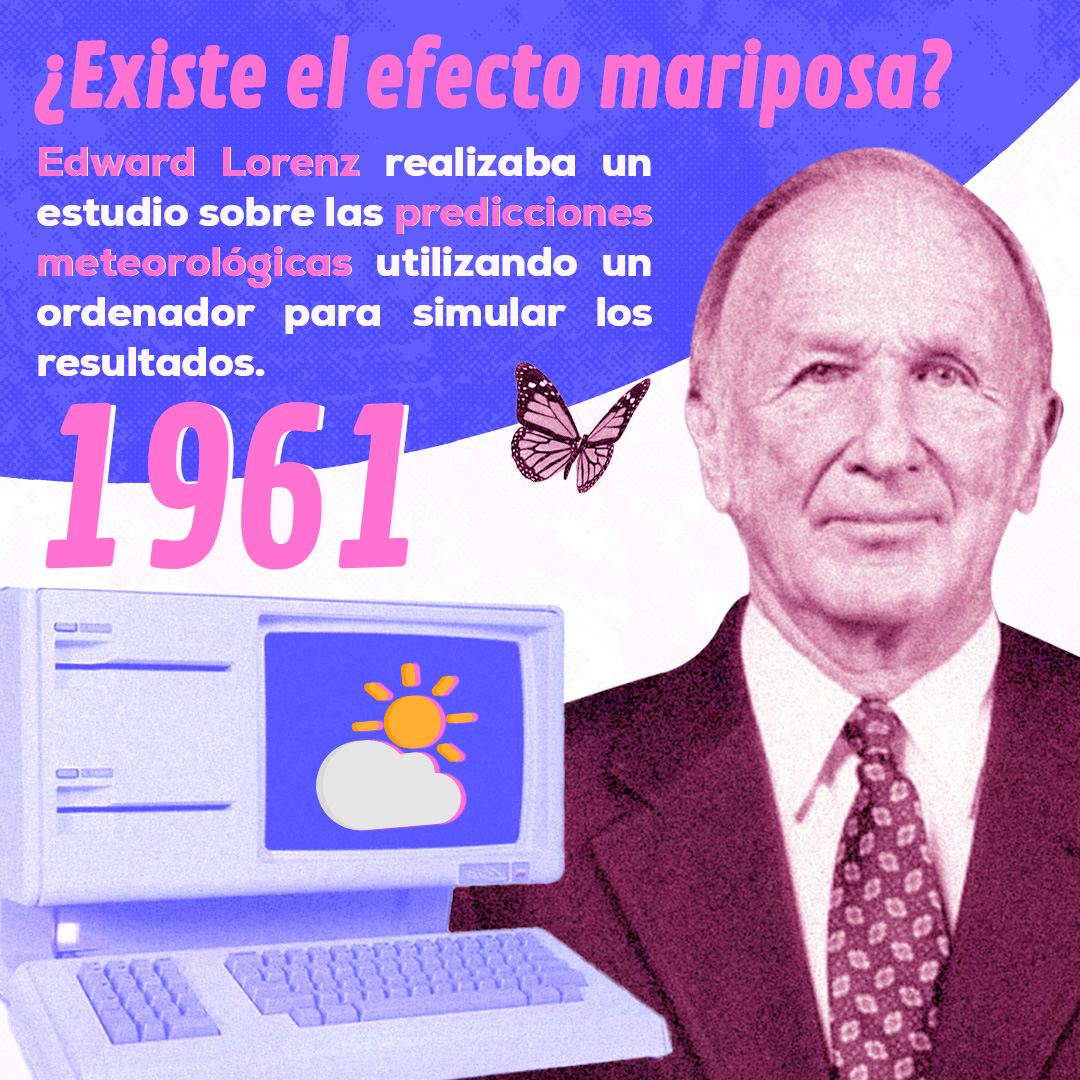 ¿Existe el efecto mariposa?
Edward Lorenz realizaba un
estudio sobre las predicciones
meteorológicas utilizando un
ordenador para simular los
resultados.
1961